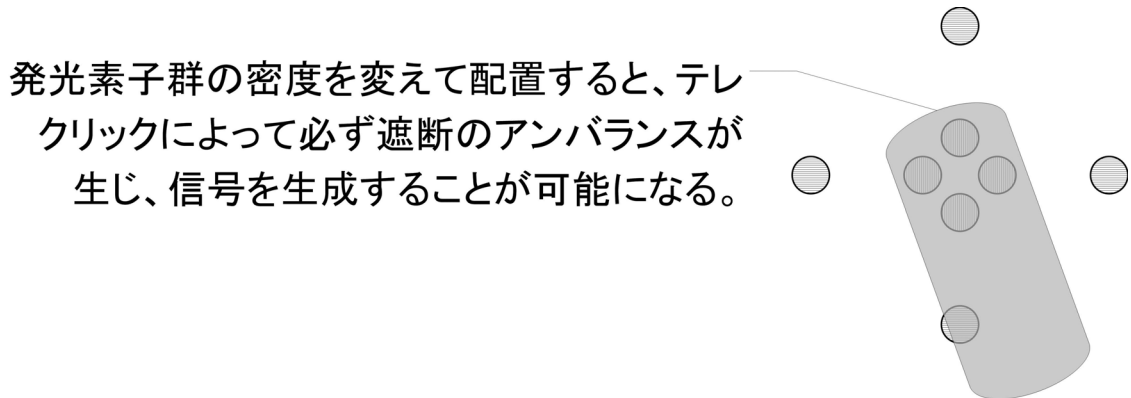 発光素子群の密度を変えて配置すると、テレ
クリックによって必ず遮断のアンバランスが
生じ、信号を生成することが可能になる。